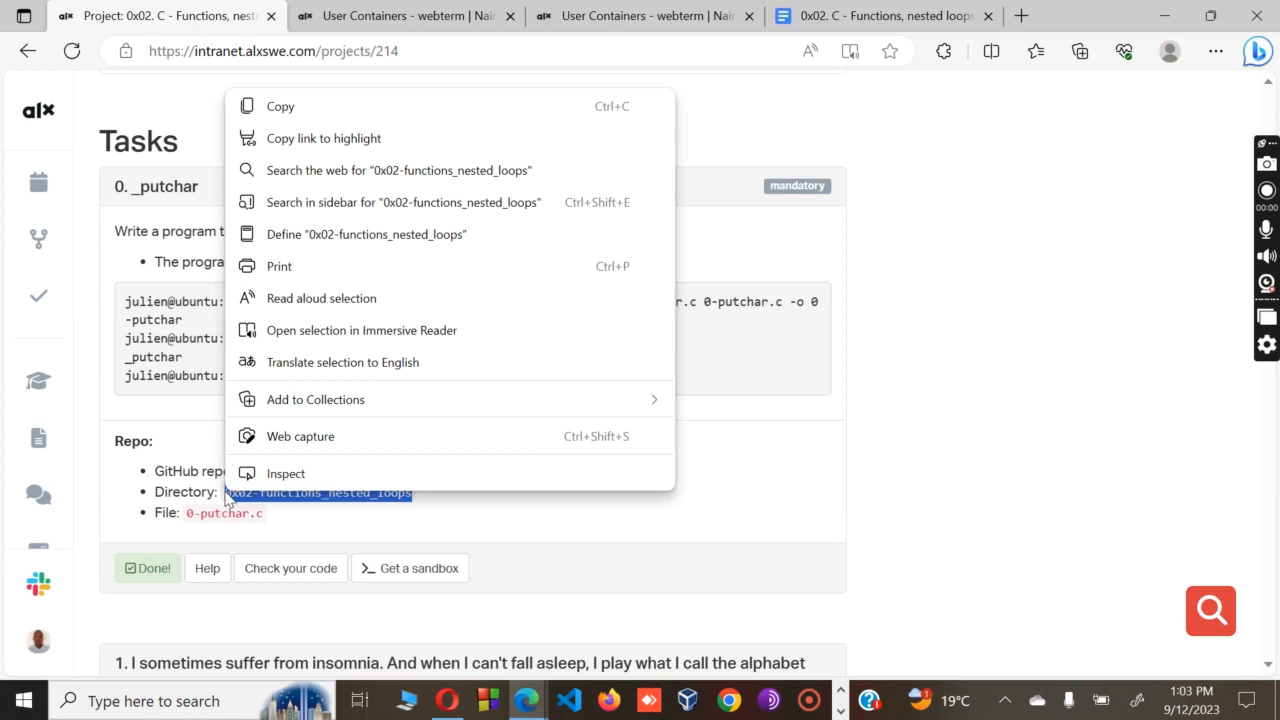 Project: 0x02. C - Functions, nest
User Containers - webterm | Nair
User Containers - webterm | Nair
0x02. C - Functions, nested loops
https://intranet.alxswe.com/projects/214
alx
Tasks
0. _putchar
mandatory
Write a program t
The progra
julien@ubuntu:
r.c 0-putchar.c -o 0
-putchar
julien@ubuntu:
_putchar
julien@ubuntu:
Copy Ctrl+C
Copy link to highlight
Search the web for "0x02-functions_nested_loops"
Search in sidebar for "0x02-functions_nested_loops" Ctrl+Shift+E
Define "0x02-functions_nested_loops"
Print Ctrl+P
Read aloud selection
Open selection in Immersive Reader
Translate selection to English
Add to Collections
Web capture Ctrl+Shift+S
Inspect
Repo:
GitHub repo
Directory: 0x02-functions_nested_loops
File: 0-putchar.c
Done! Help Check your code Get a sandbox
1. I sometimes suffer from insomnia. And when I can't fall asleep, I play what I call the alphabet
00:00
Type here to search
19°C
1:03 PM
9/12/2023